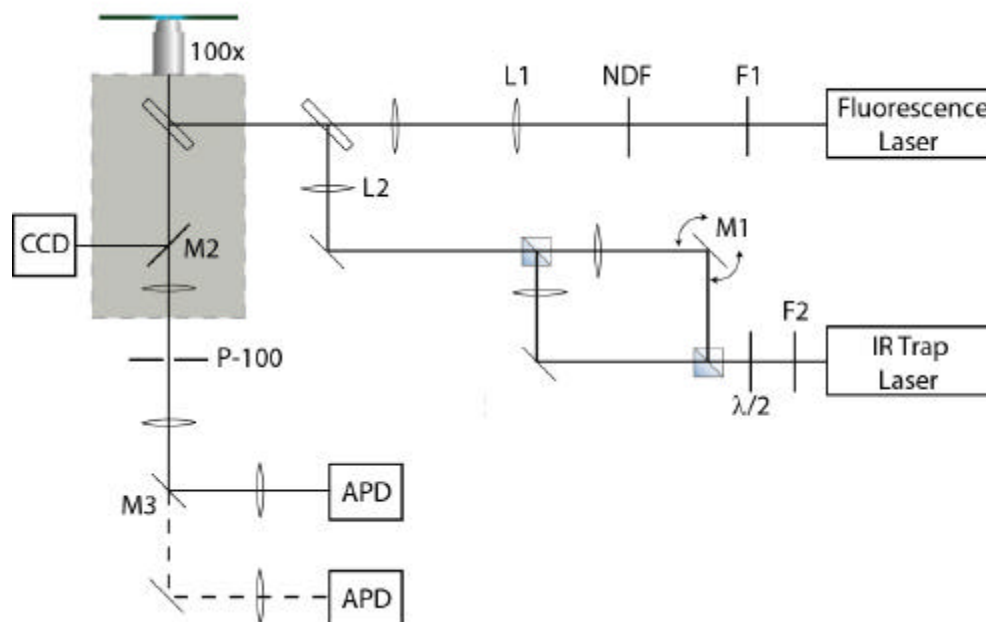 100x
L1
NDF
F1
Fluorescence
Laser
L2
CCD
M2
M1
F2
P-100
IR Trap
Laser
λ/2
M3
APD
APD